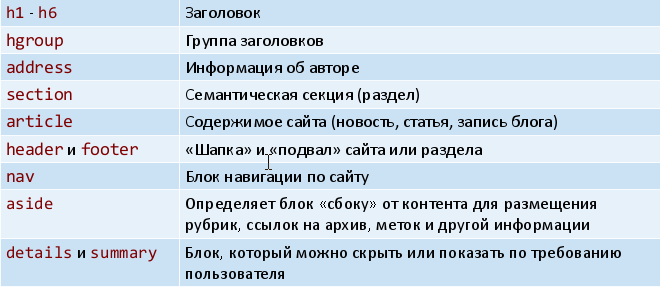 h1 - h6 Заголовок
hgroup Группа заголовков
address Информация об авторе
section Семантическая секция (раздел)
article Содержимое сайта (новость, статья, запись блога)
header и footer «Шапка» и «подвал» сайта или раздела
nav Блок навигации по сайту
aside Определяет блок «сбоку» от контента для размещения
рубрик, ссылок на архив, меток и другой информации
details и summary Блок, который можно скрыть или показать по требованию
пользователя